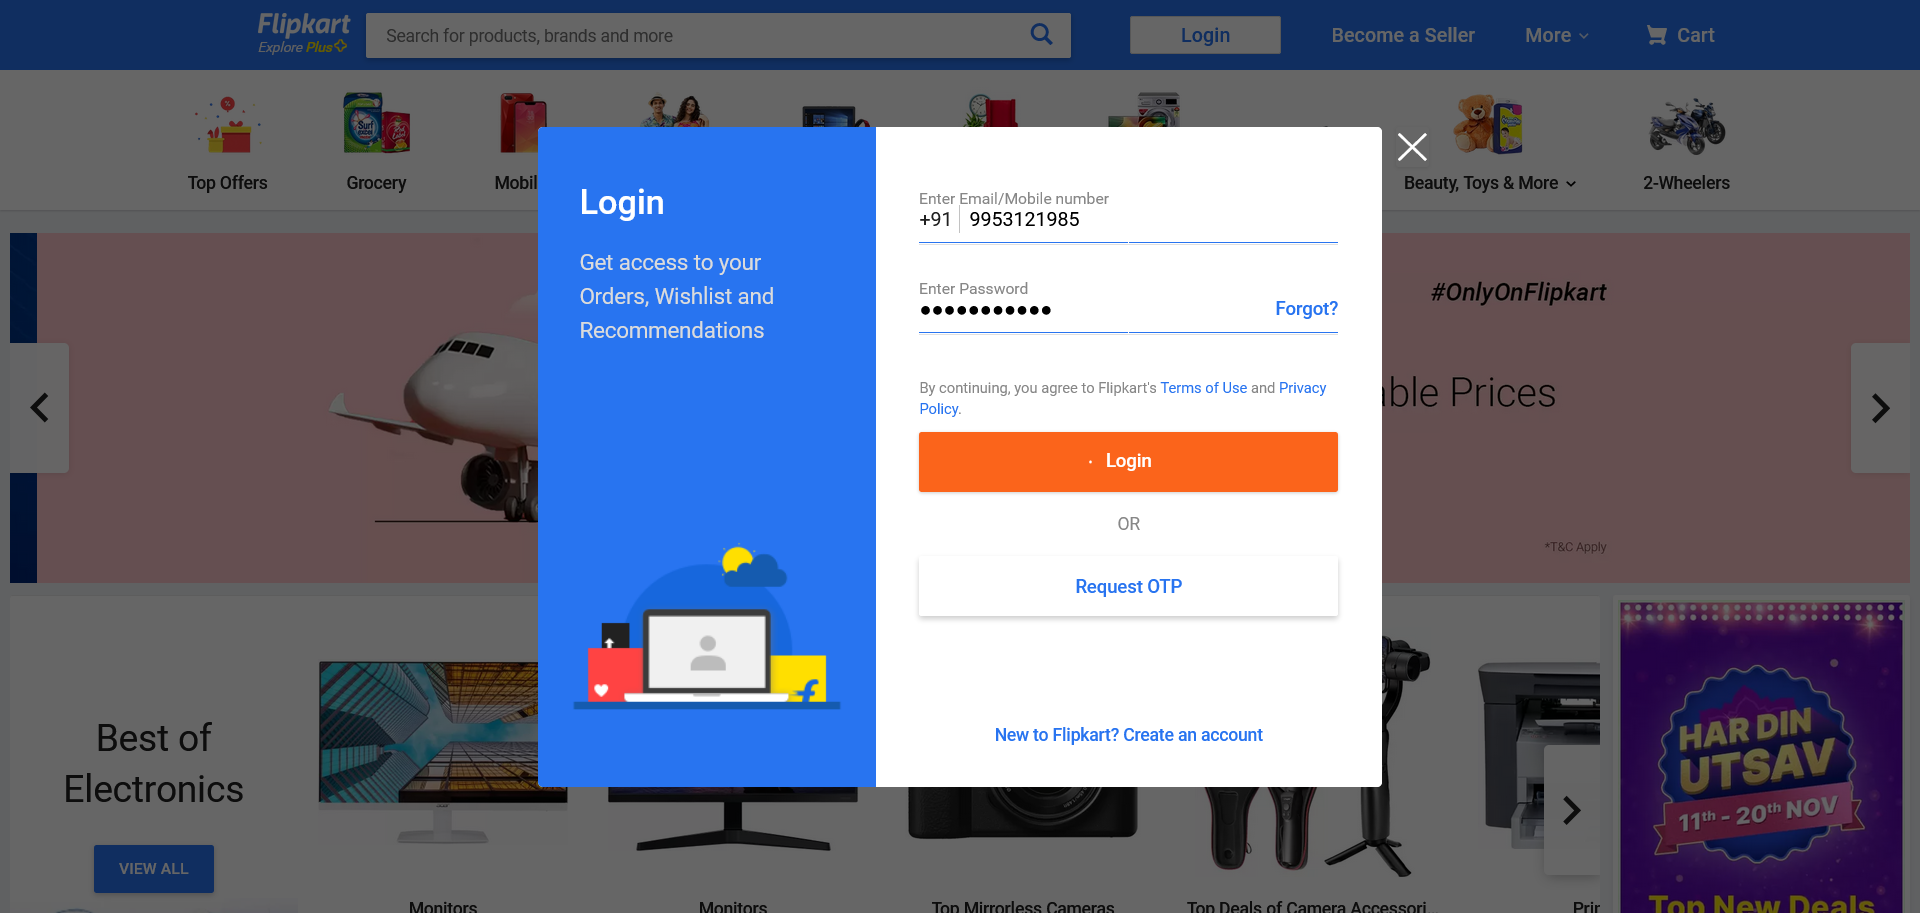 Flipkart
Explore Plus
Search for products, brands and more
Login
Become a Seller
More
Cart
Top Offers
Grocery
Mobil
Beauty, Toys & More
2-Wheelers
Login
Get access to your
Orders, Wishlist and
Recommendations
Enter Email/Mobile number
+91 9953121985
Enter Password
Forgot?
By continuing, you agree to Flipkart's Terms of Use and Privacy
Policy.
Login
OR
Request OTP
New to Flipkart? Create an account
#OnlyOnFlipkart
able Prices
*T&C Apply
Best of
Electronics
VIEW ALL
Monitors
Monitors
Top Mirrorless Cameras
Top Deals of Camera Accessori...
Prin
HAR DIN
UTSAV
11th - 20th NOV
Top New Deals